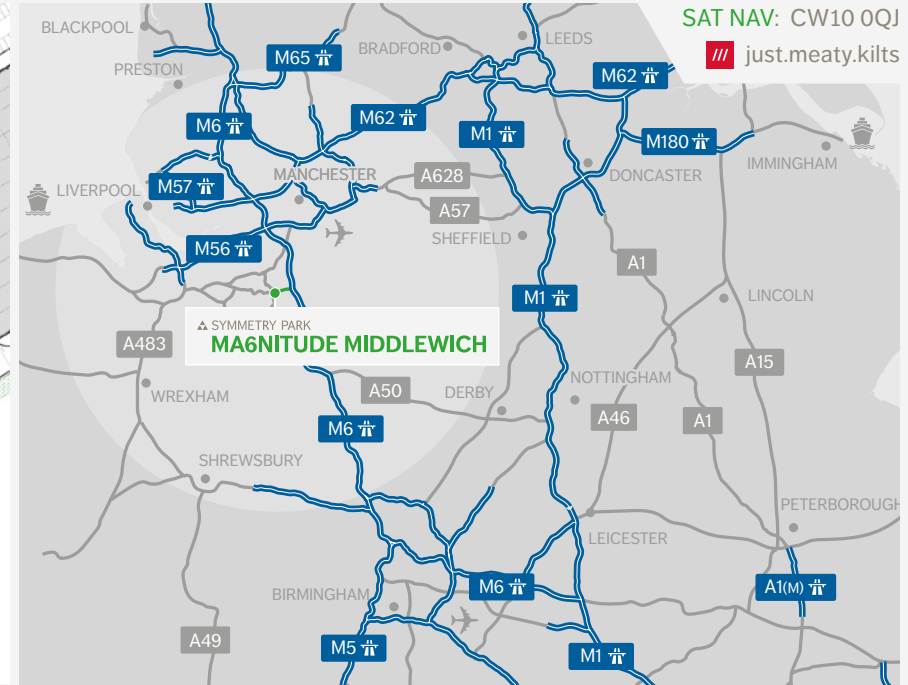 SAT NAV: CW10 0QJ
/// just.meaty.kilts
BLACKPOOL
BRADFORD
LEEDS
M65
PRESTON
M62
M62
M6
M1
M180
IMMINGHAM
MANCHESTER
A628
DONCASTER
LIVERPOOL
M57
A57
SHEFFIELD
M56
A1
M1
LINCOLN
SYMMETRY PARK
MA6NITUDE MIDDLEWICH
A483
A15
WREXHAM
A50
DERBY
NOTTINGHAM
A46
A1
M6
SHREWSBURY
PETERBOROUGH
LEICESTER
BIRMINGHAM
M6
A1(M)
A49
M5
M1